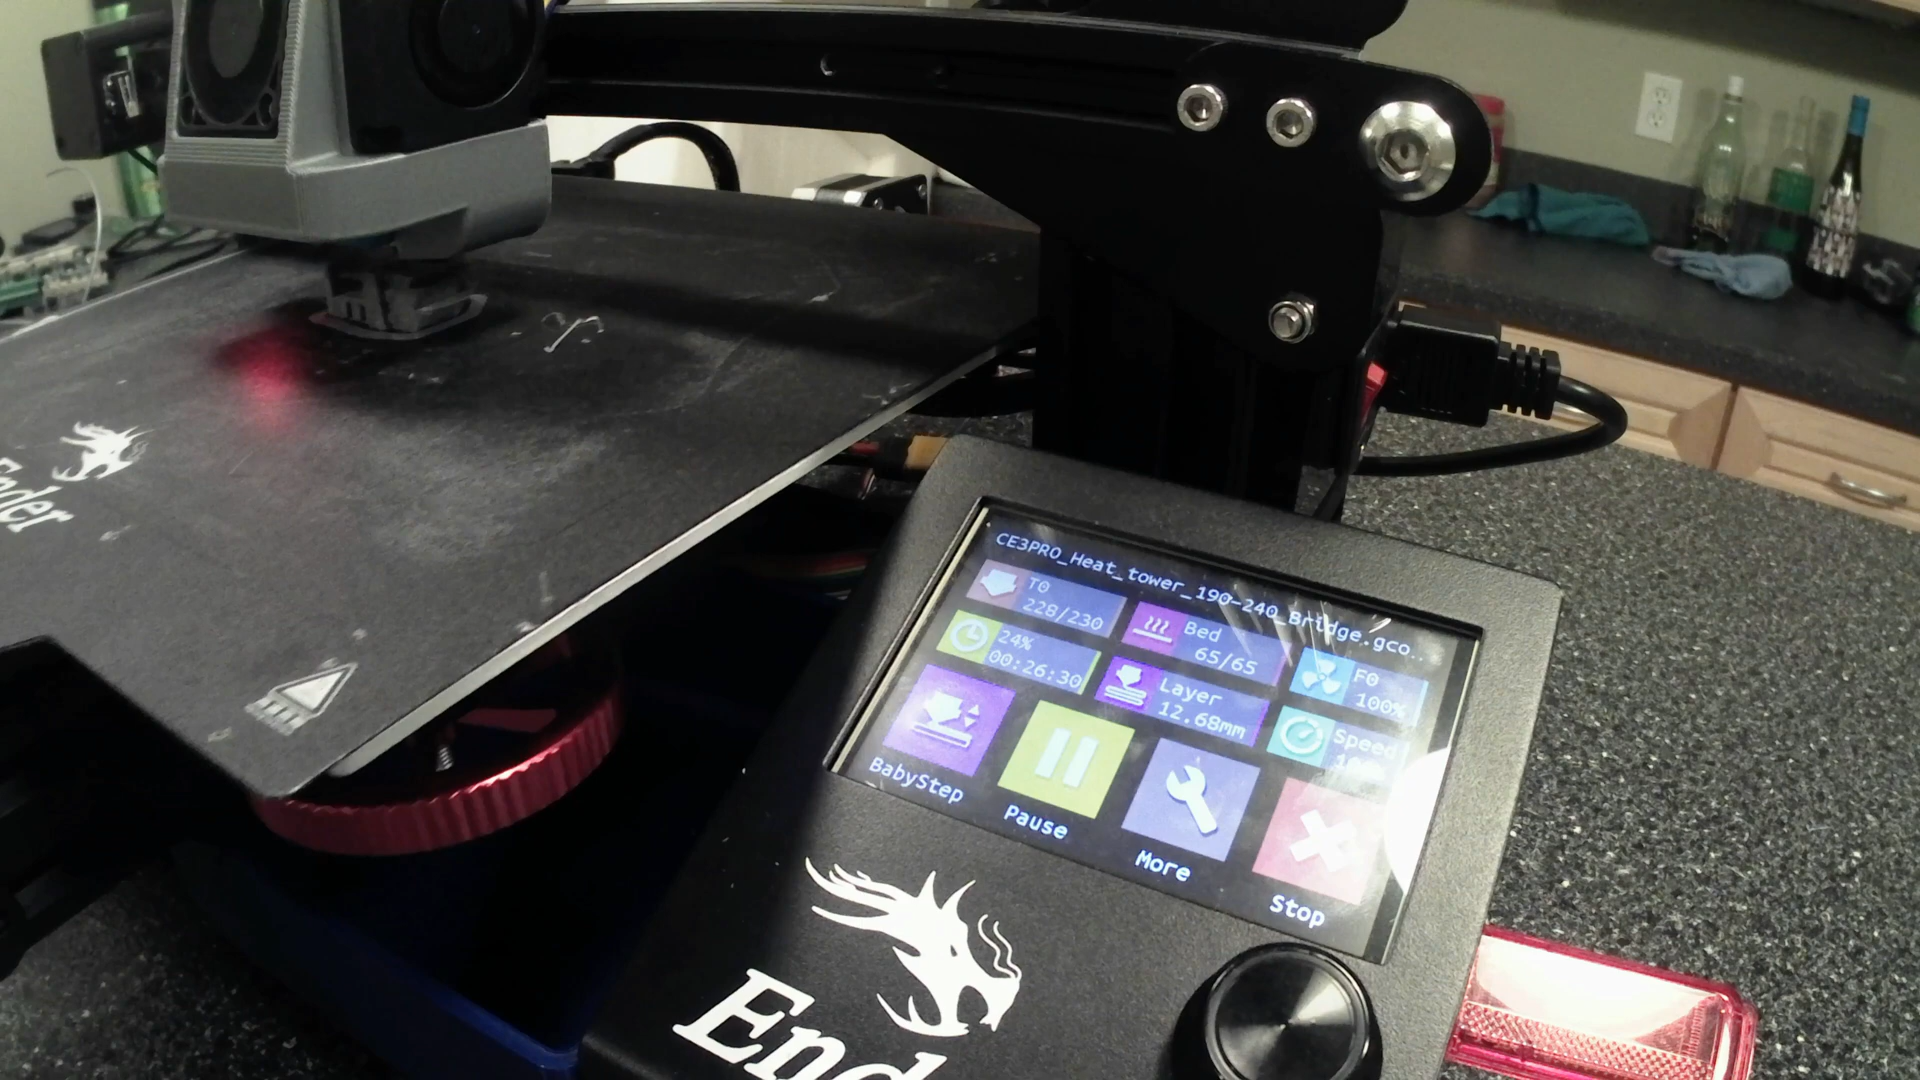 Ender
CE3PRO_Heat_tower_190-240_Bridge.gco..
T0
228/230
Bed
65/65
F0
100%
24%
00:26:30
Layer
12.68mm
Speed
BabyStep
Pause
More
Stop
End